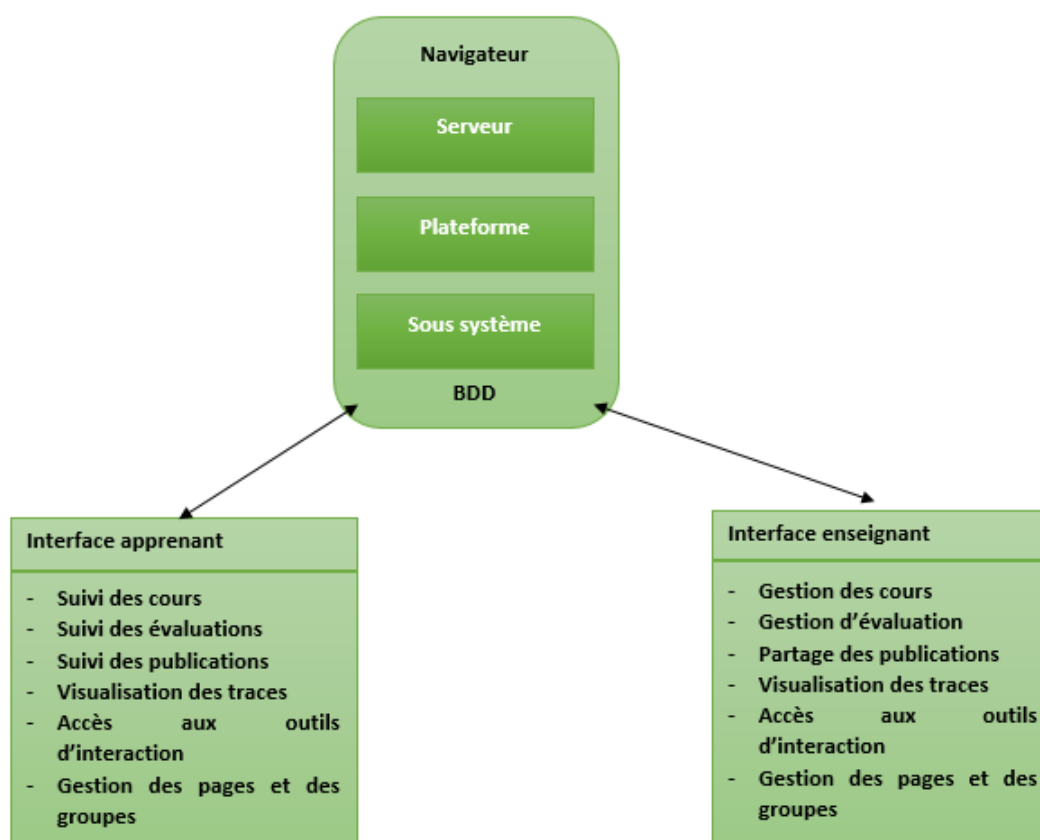 Navigateur
Serveur
Plateforme
Sous système
BDD
Interface apprenant
- Suivi des cours
- Suivi des évaluations
- Suivi des publications
- Visualisation des traces
- Accès aux outils
d’interaction
- Gestion des pages et des
groupes
Interface enseignant
- Gestion des cours
- Gestion d’évaluation
- Partage des publications
- Visualisation des traces
- Accès aux outils
d’interaction
- Gestion des pages et des
groupes